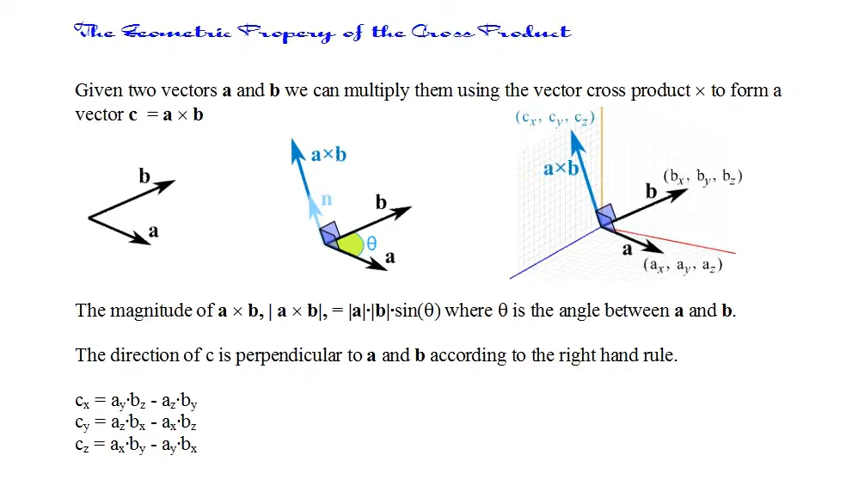 The Geometric Propery of the Cross Product
Given two vectors a and b we can multiply them using the vector cross product × to form a
vector c = a × b
(cx, cy, cz)
a×b
a×b
b
(bx, by, bz)
b
n
b
a
θ
a
a
(ax, ay, az)
The magnitude of a × b, | a × b|, = |a|·|b|·sin(θ) where θ is the angle between a and b.
The direction of c is perpendicular to a and b according to the right hand rule.
cx = ay·bz - az·by
cy = az·bx - ax·bz
cz = ax·by - ay·bx